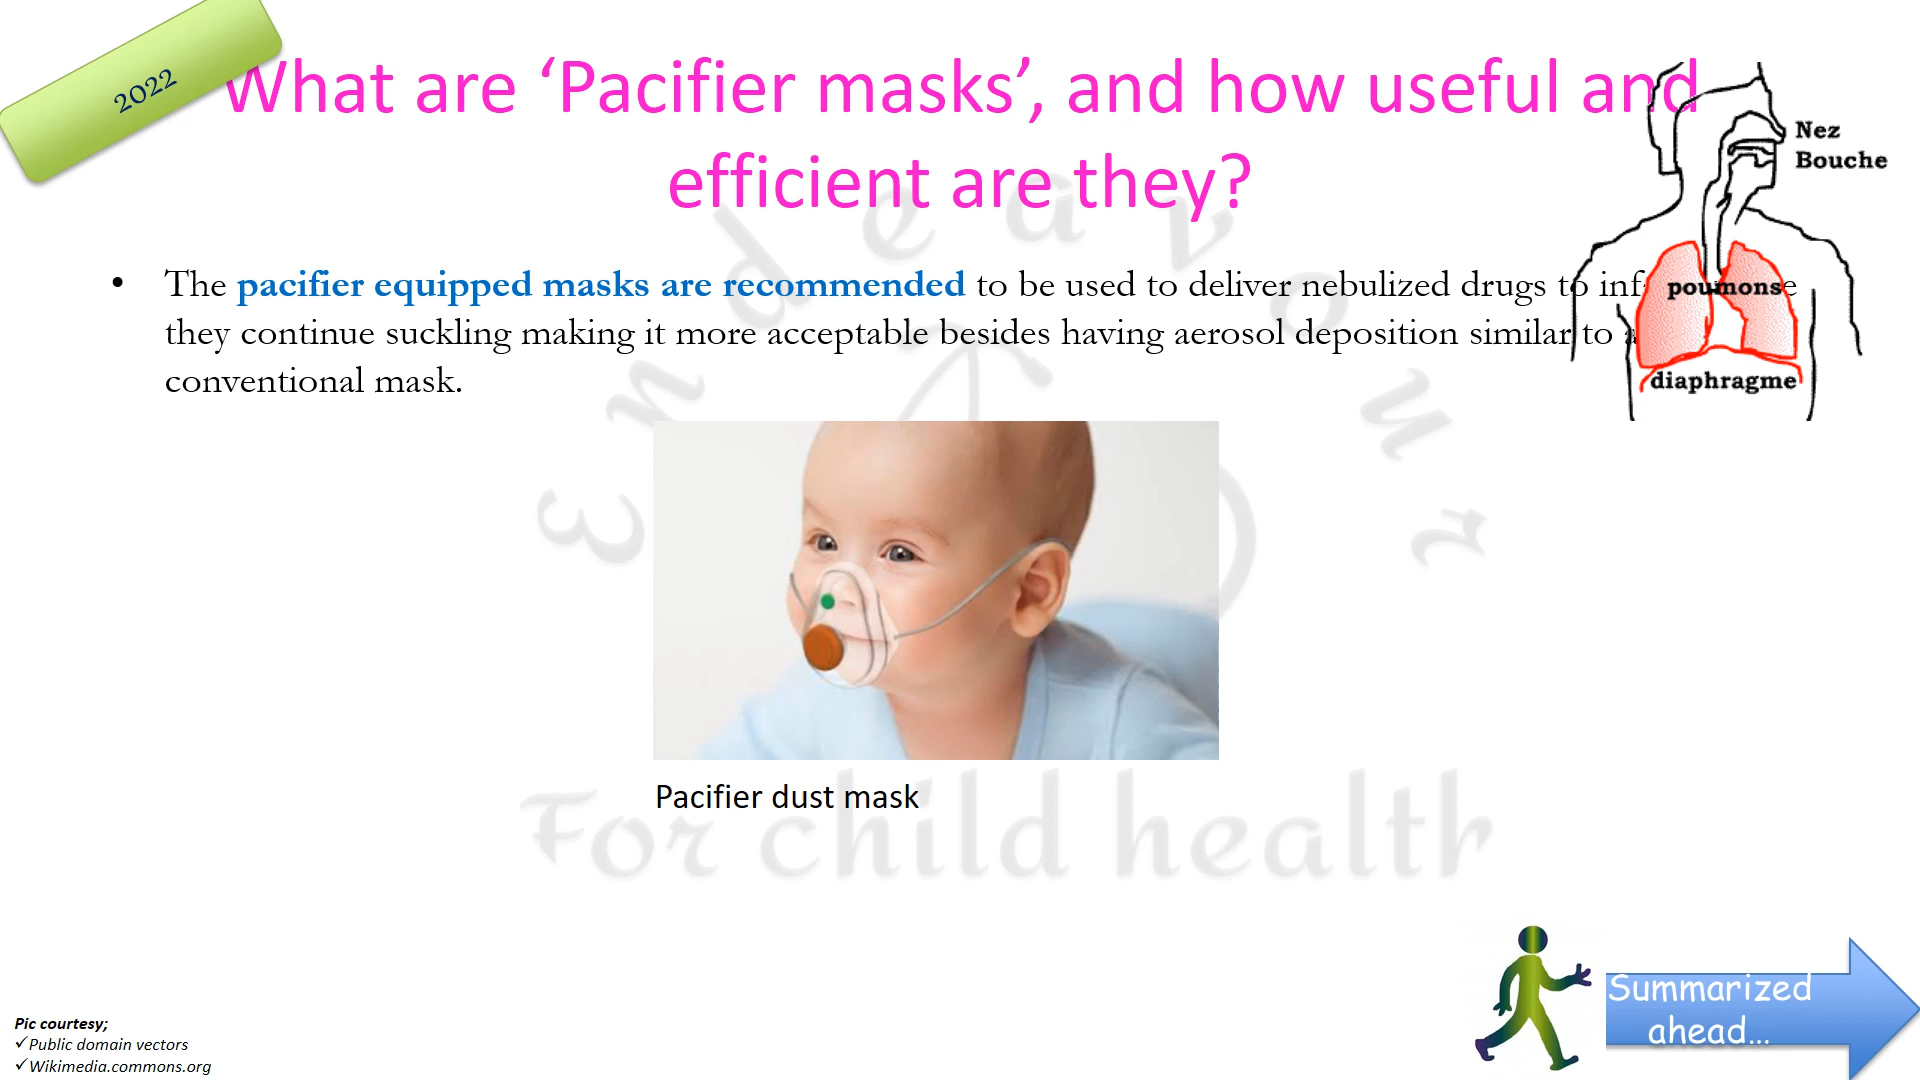 2022
What are ‘Pacifier masks’, and how useful and
efficient are they?
Nez
Bouche
poumons
diaphragme
• The pacifier equipped masks are recommended to be used to deliver nebulized drugs to
they continue suckling making it more acceptable besides having aerosol deposition similar to a
conventional mask.
Endeavour
For child health
Pacifier dust mask
Summarized
ahead...
Pic courtesy;
✓Public domain vectors
✓Wikimedia.commons.org